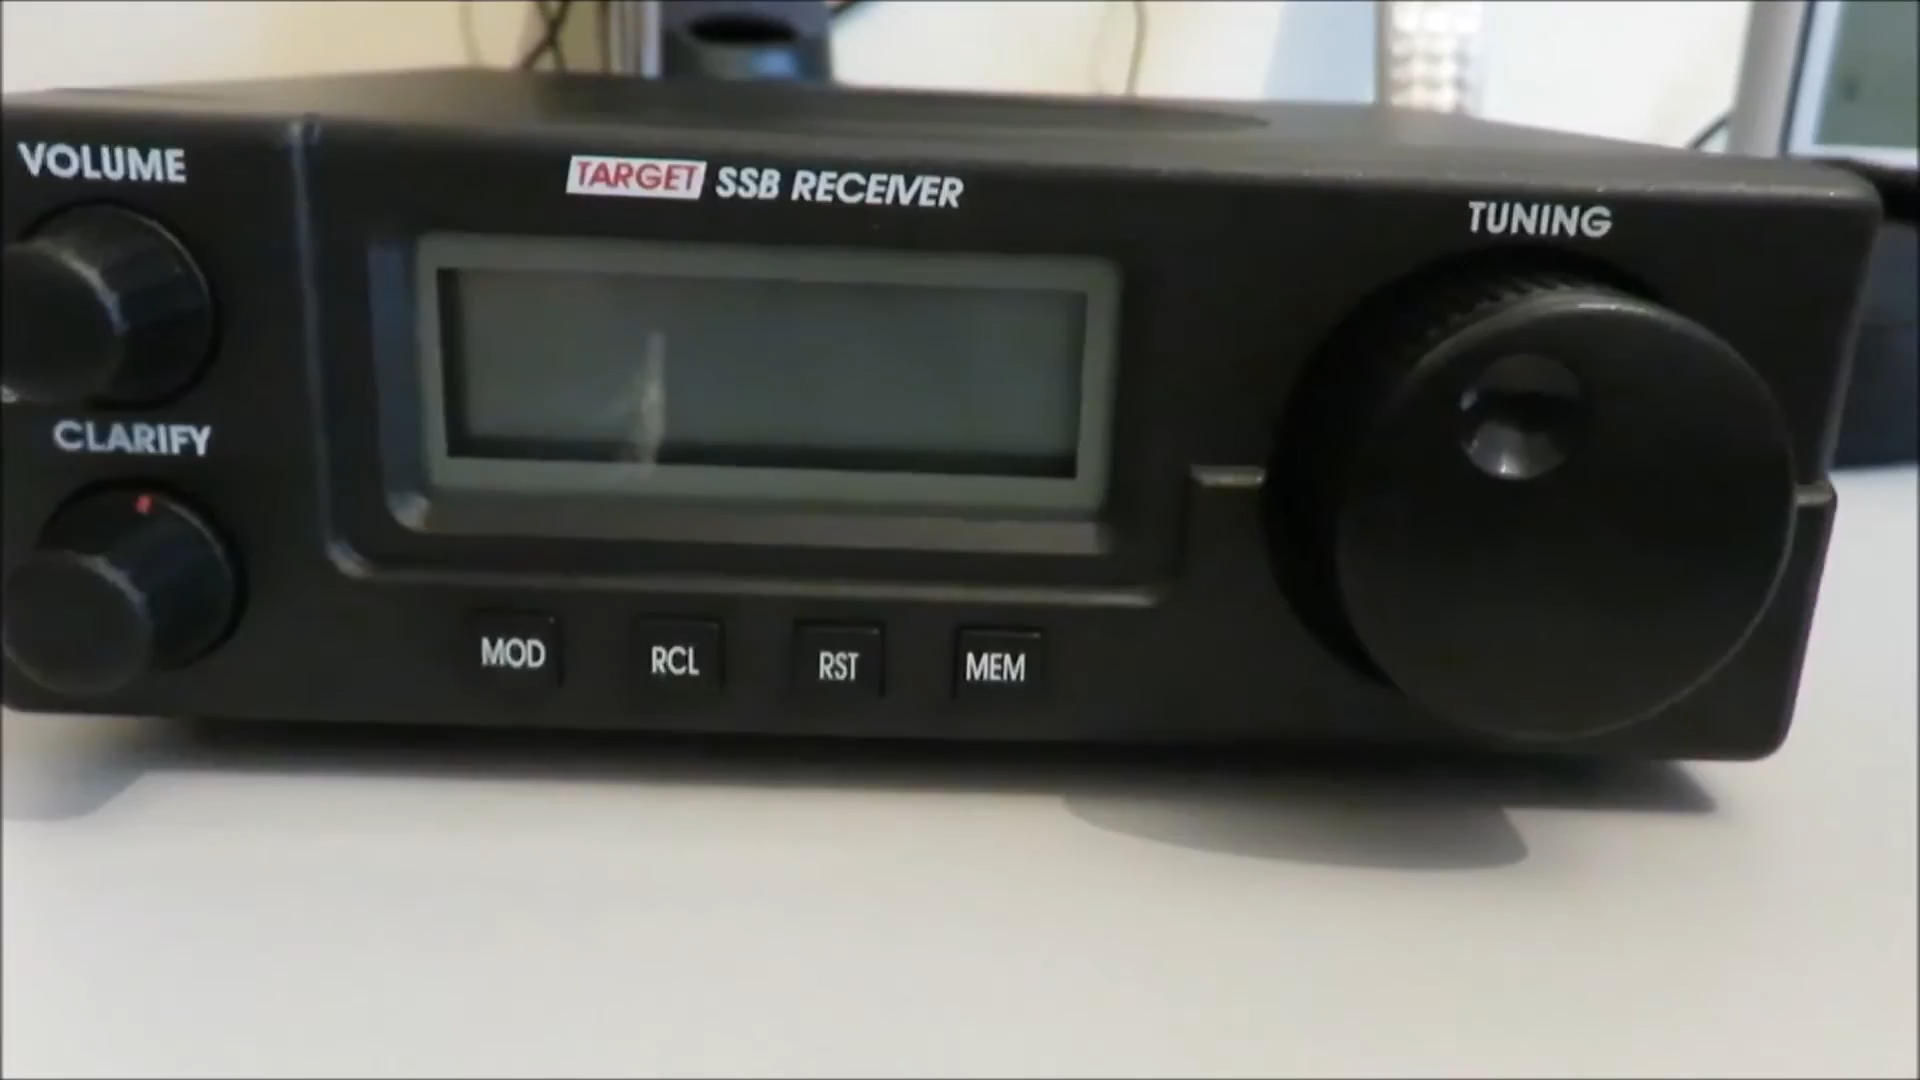 VOLUME
TARGET SSB RECEIVER
TUNING
CLARIFY
MOD
RCL
RST
MEM